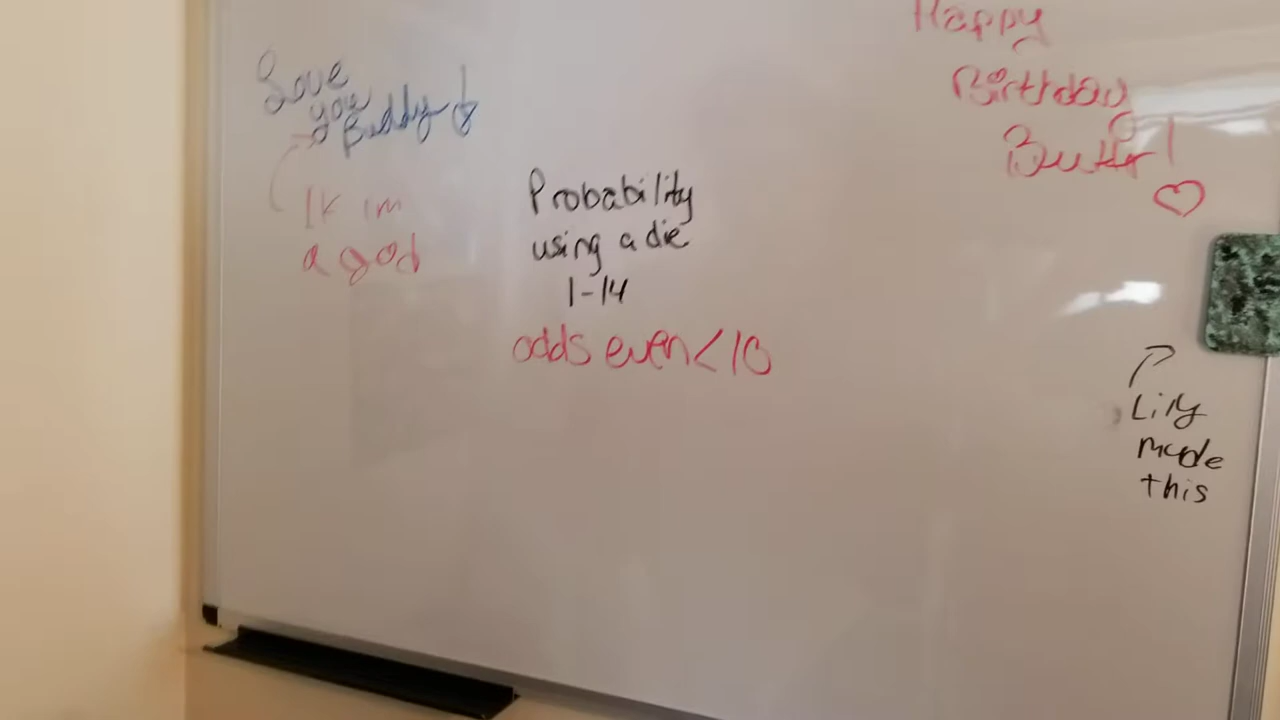 Love
you
Buddy
Ik im
a god
Probability
using a die
1-14
odds even < 10
Happy
Birthday
!
Lily
made
this